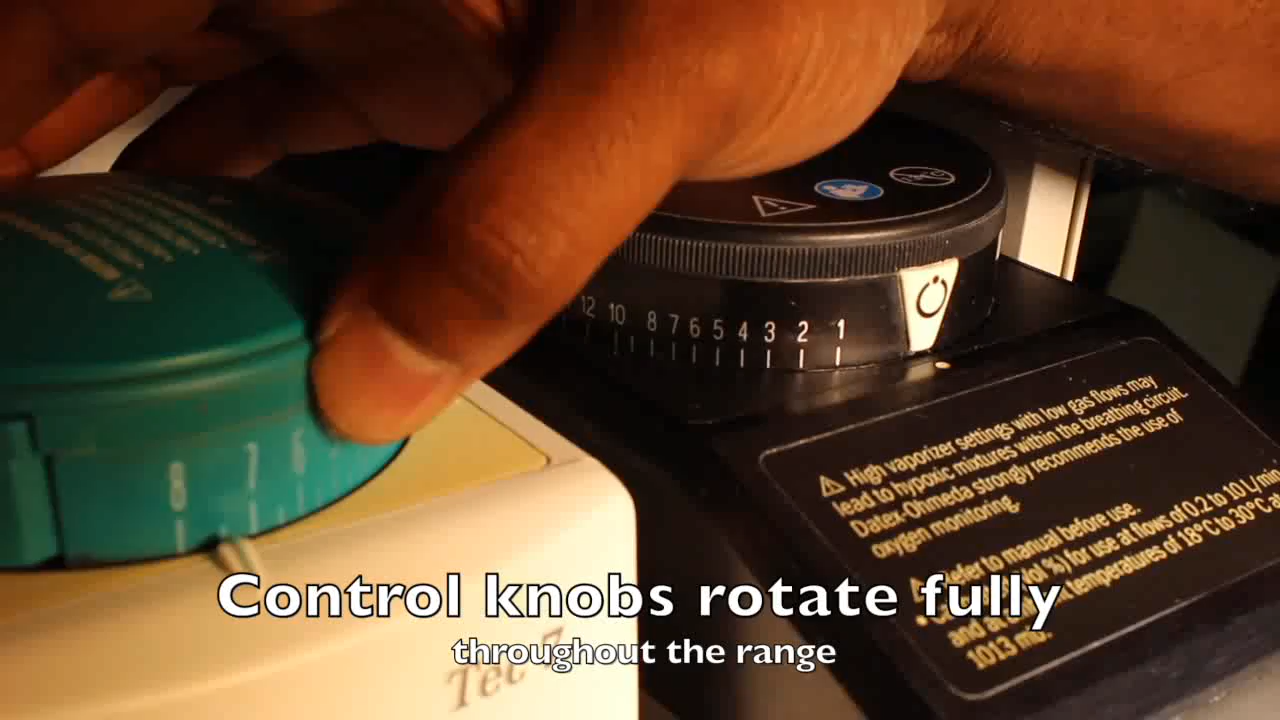 12 10 8 7 6 5 4 3 2 1
8 7 6
⚠ High vaporizer settings with low gas flows may
lead to hypoxic mixtures within the breathing circuit.
Datex-Ohmeda strongly recommends the use of
oxygen monitoring.
refer to manual before use.
%) for use at flows of 0.2 to 10 L/min
and at temperatures of 18°C to 30°C
1013 mb.
Control knobs rotate fully
throughout the range
Tec 7